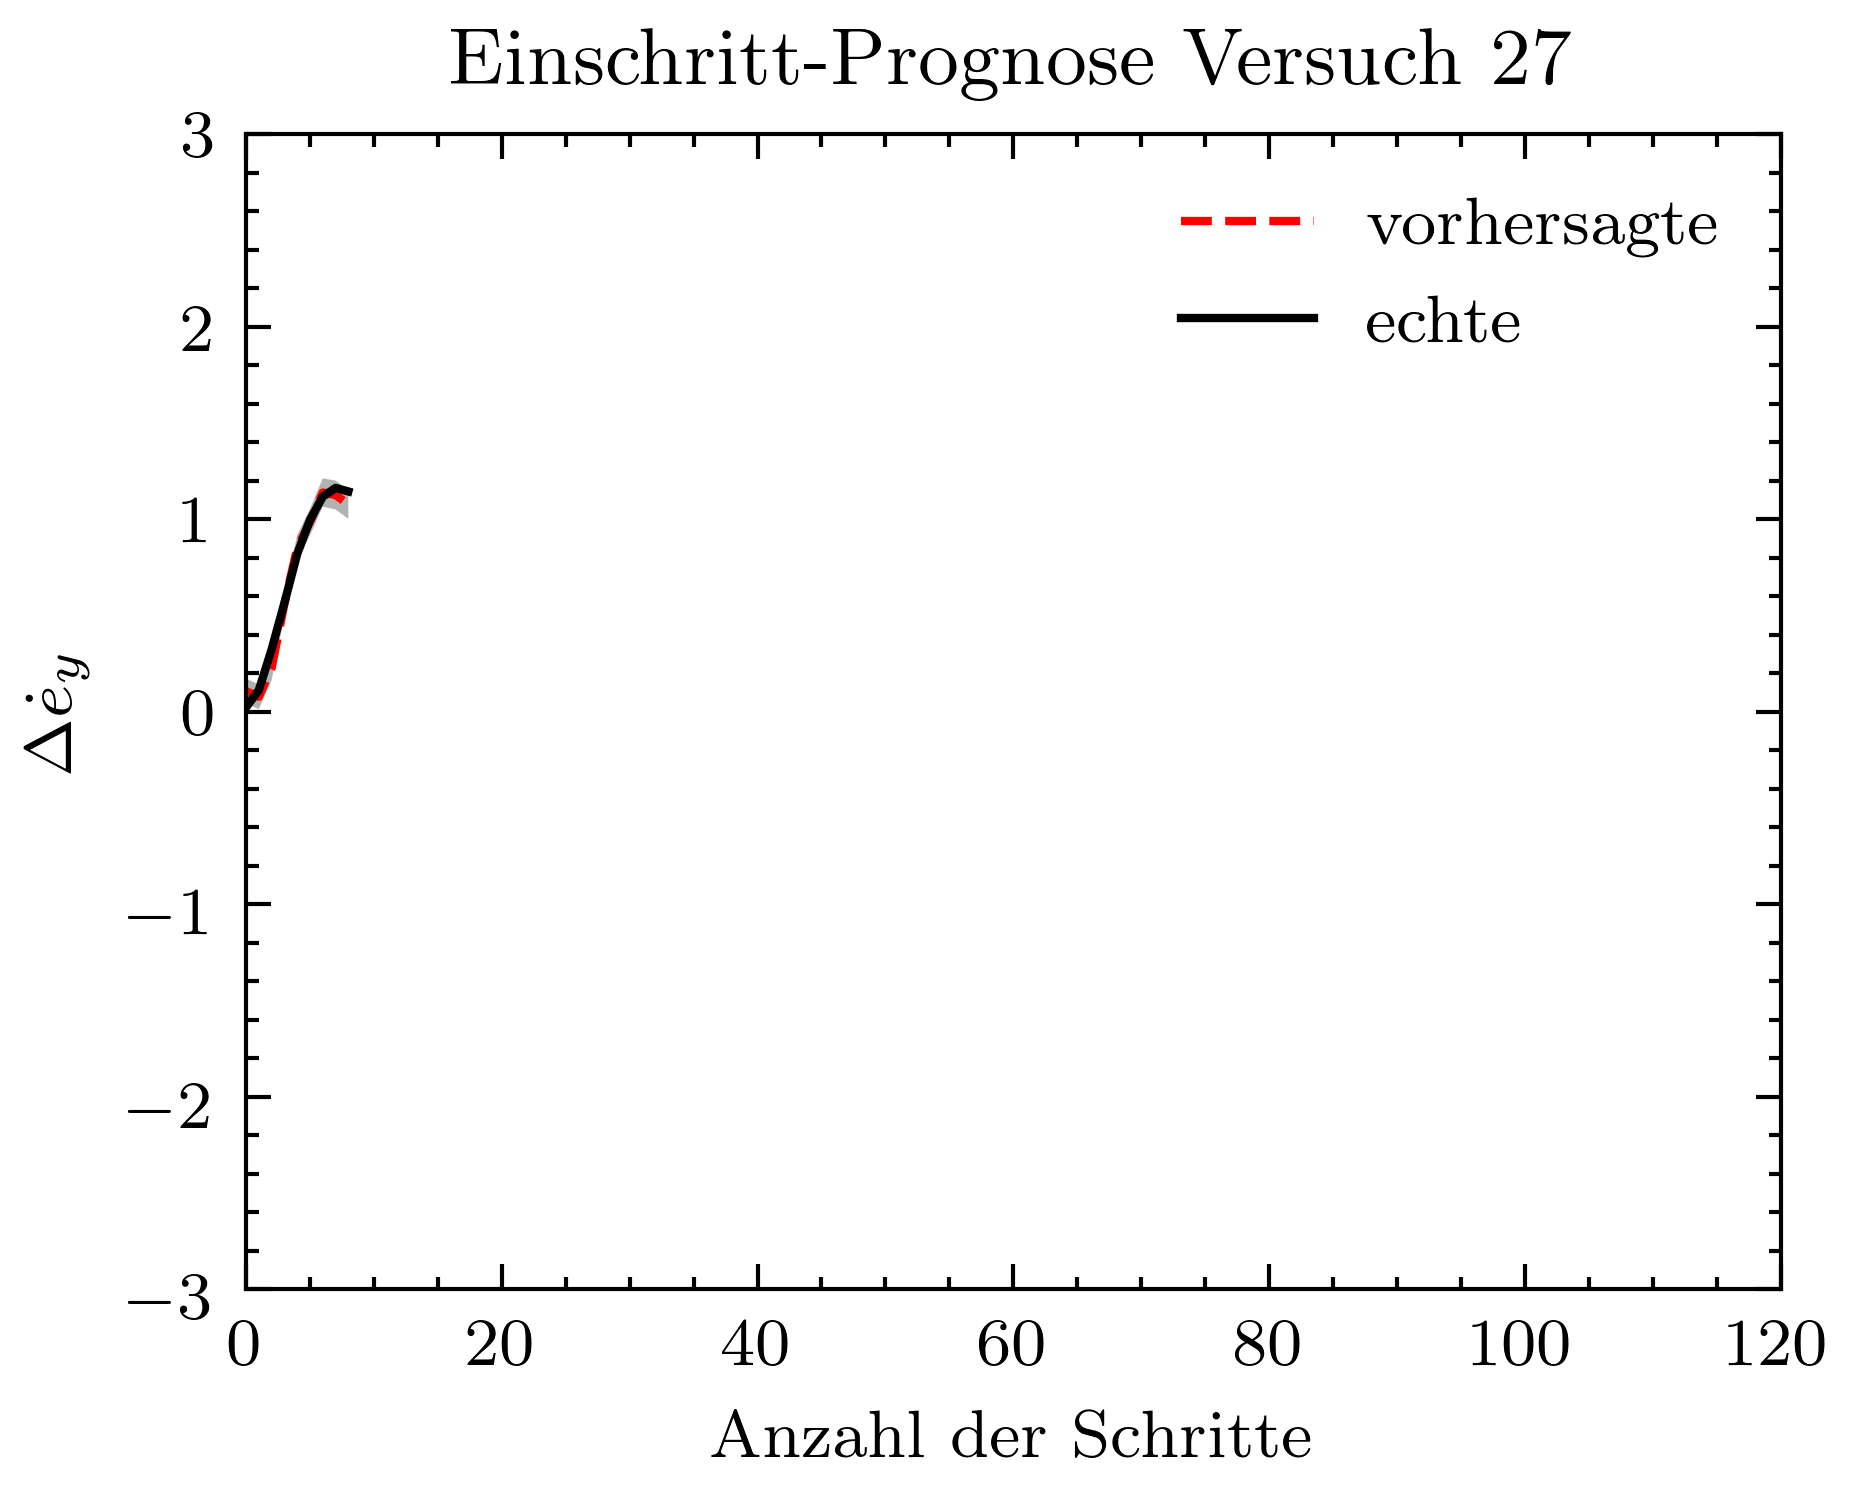 Einschritt-Prognose Versuch 27
3
2
1
0
−1
−2
−3
Δė_y
vorhersagte
echte
0 20 40 60 80 100 120
Anzahl der Schritte